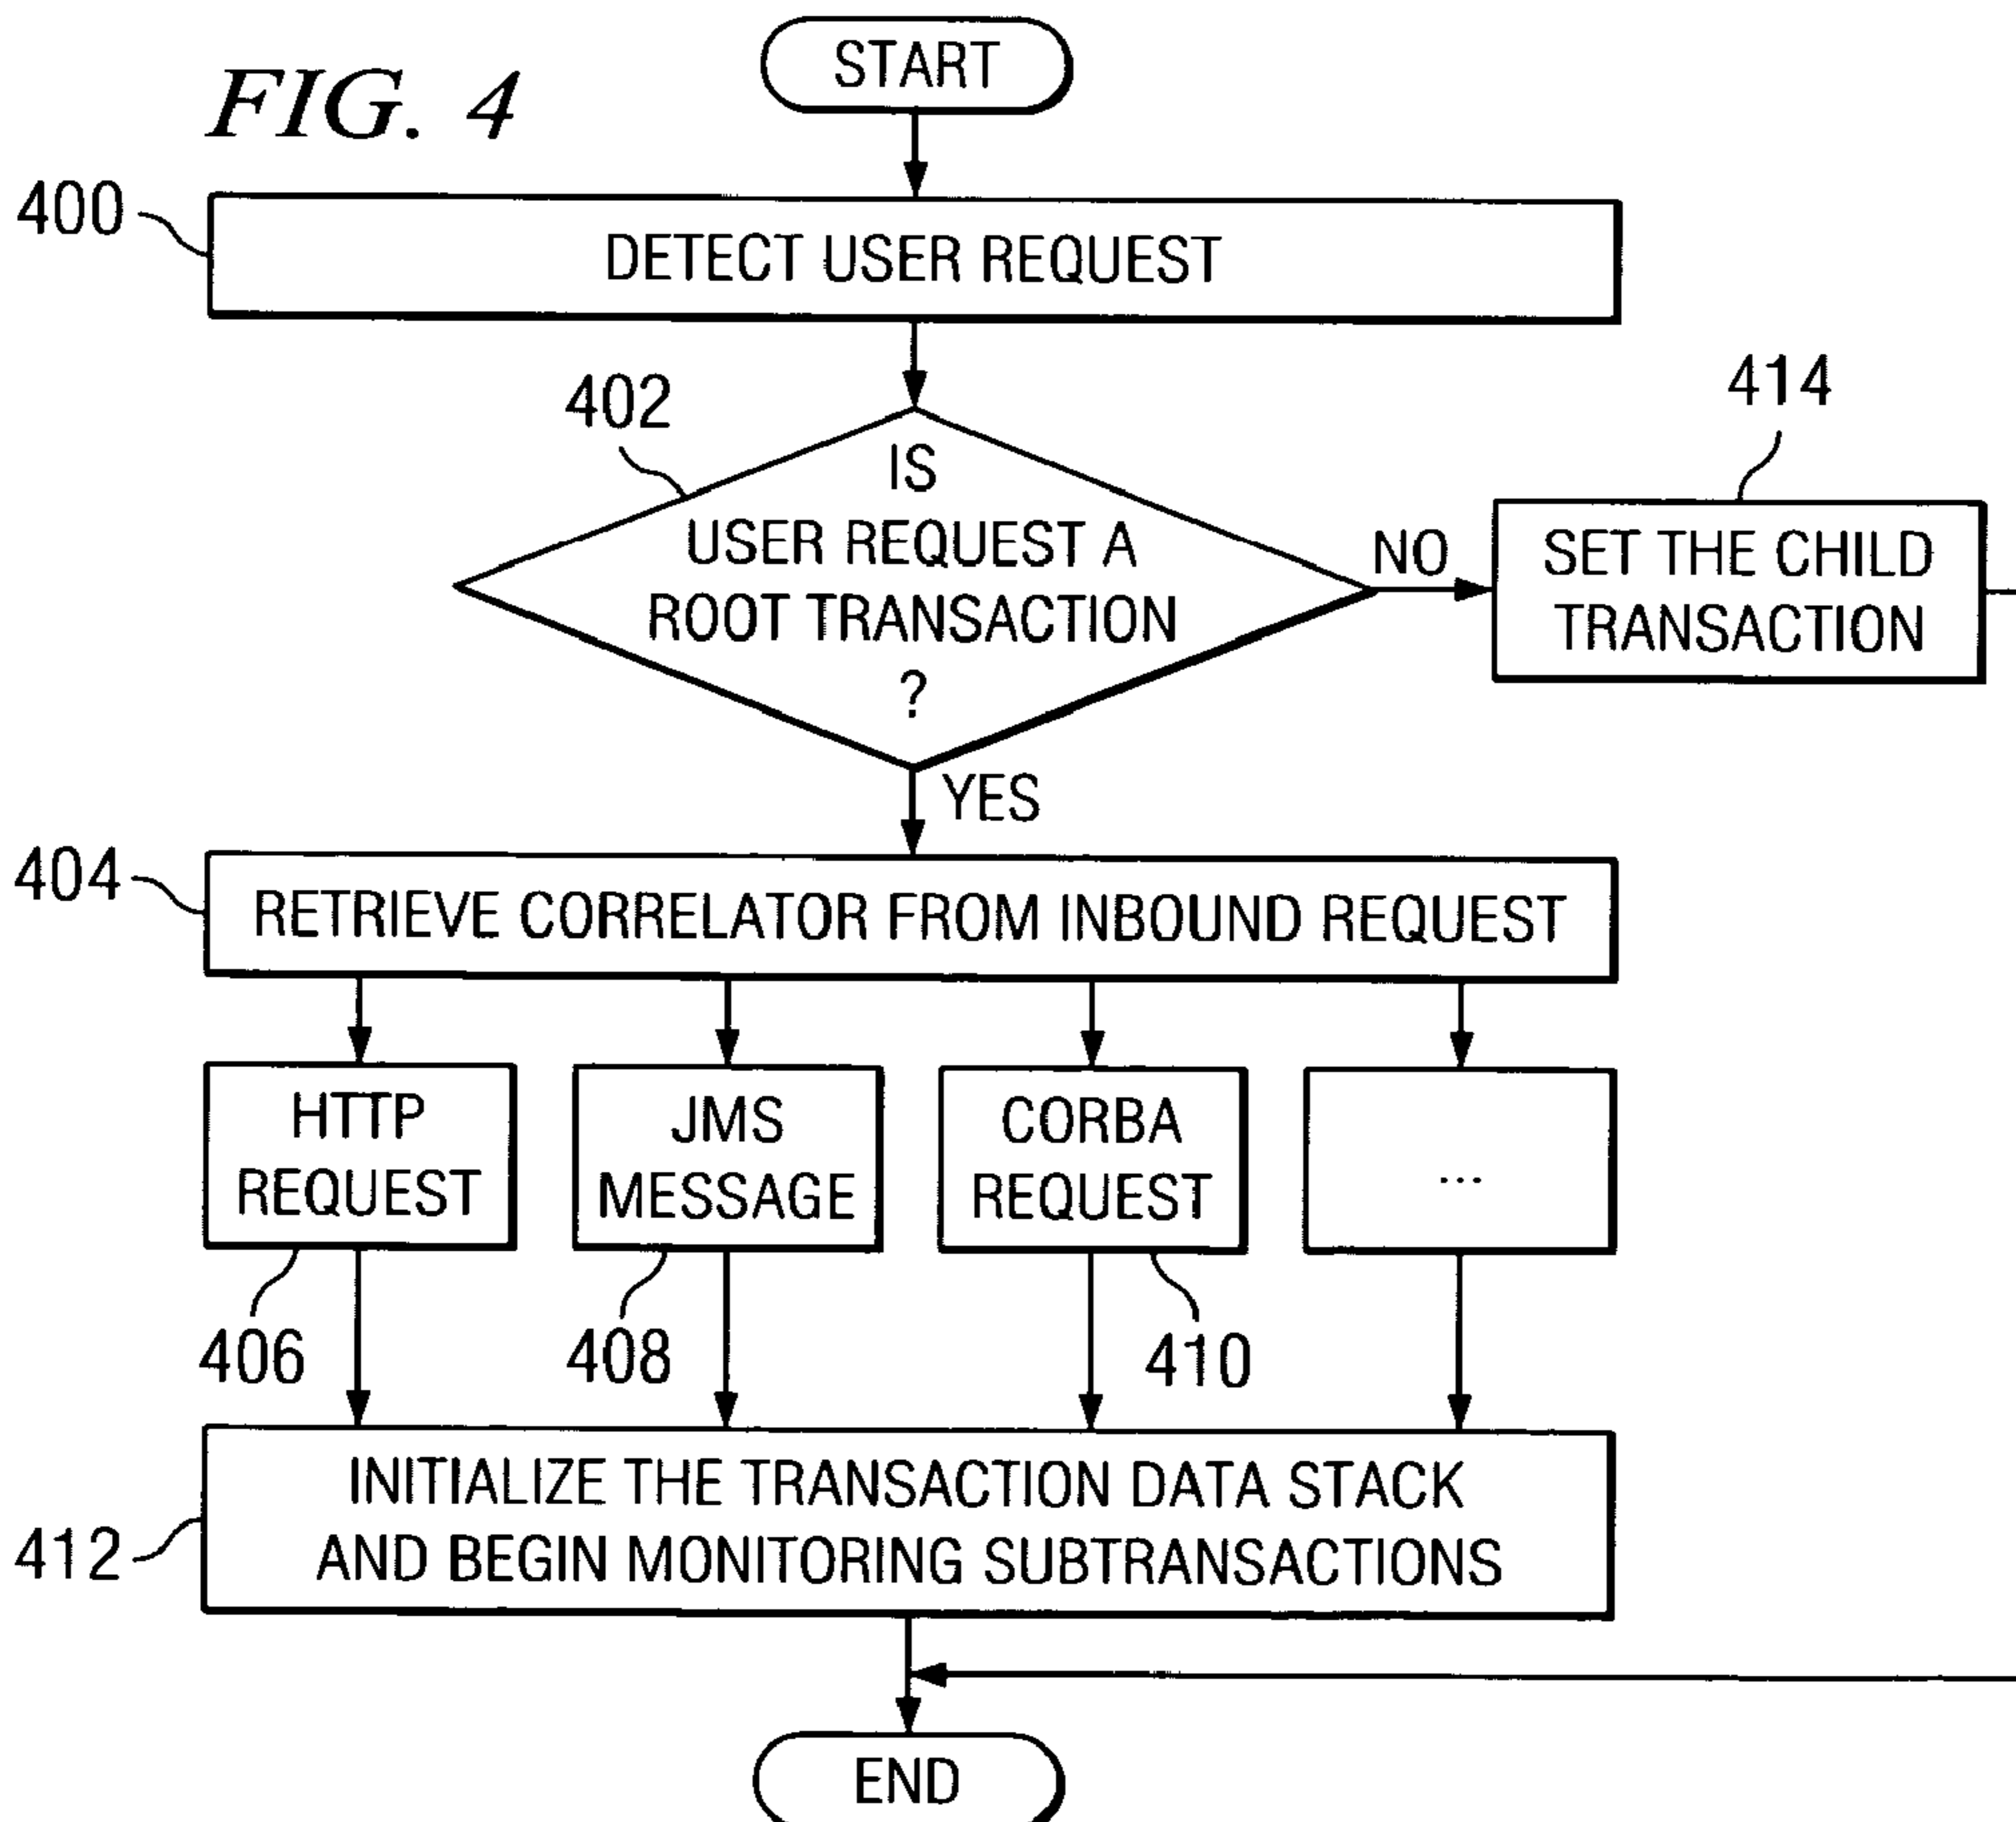 FIG. 4
START
400
DETECT USER REQUEST
402
IS
USER REQUEST A
ROOT TRANSACTION
?
NO
414
SET THE CHILD
TRANSACTION
YES
404
RETRIEVE CORRELATOR FROM INBOUND REQUEST
HTTP
REQUEST
JMS
MESSAGE
CORBA
REQUEST
...
406
408
410
412
INITIALIZE THE TRANSACTION DATA STACK
AND BEGIN MONITORING SUBTRANSACTIONS
END